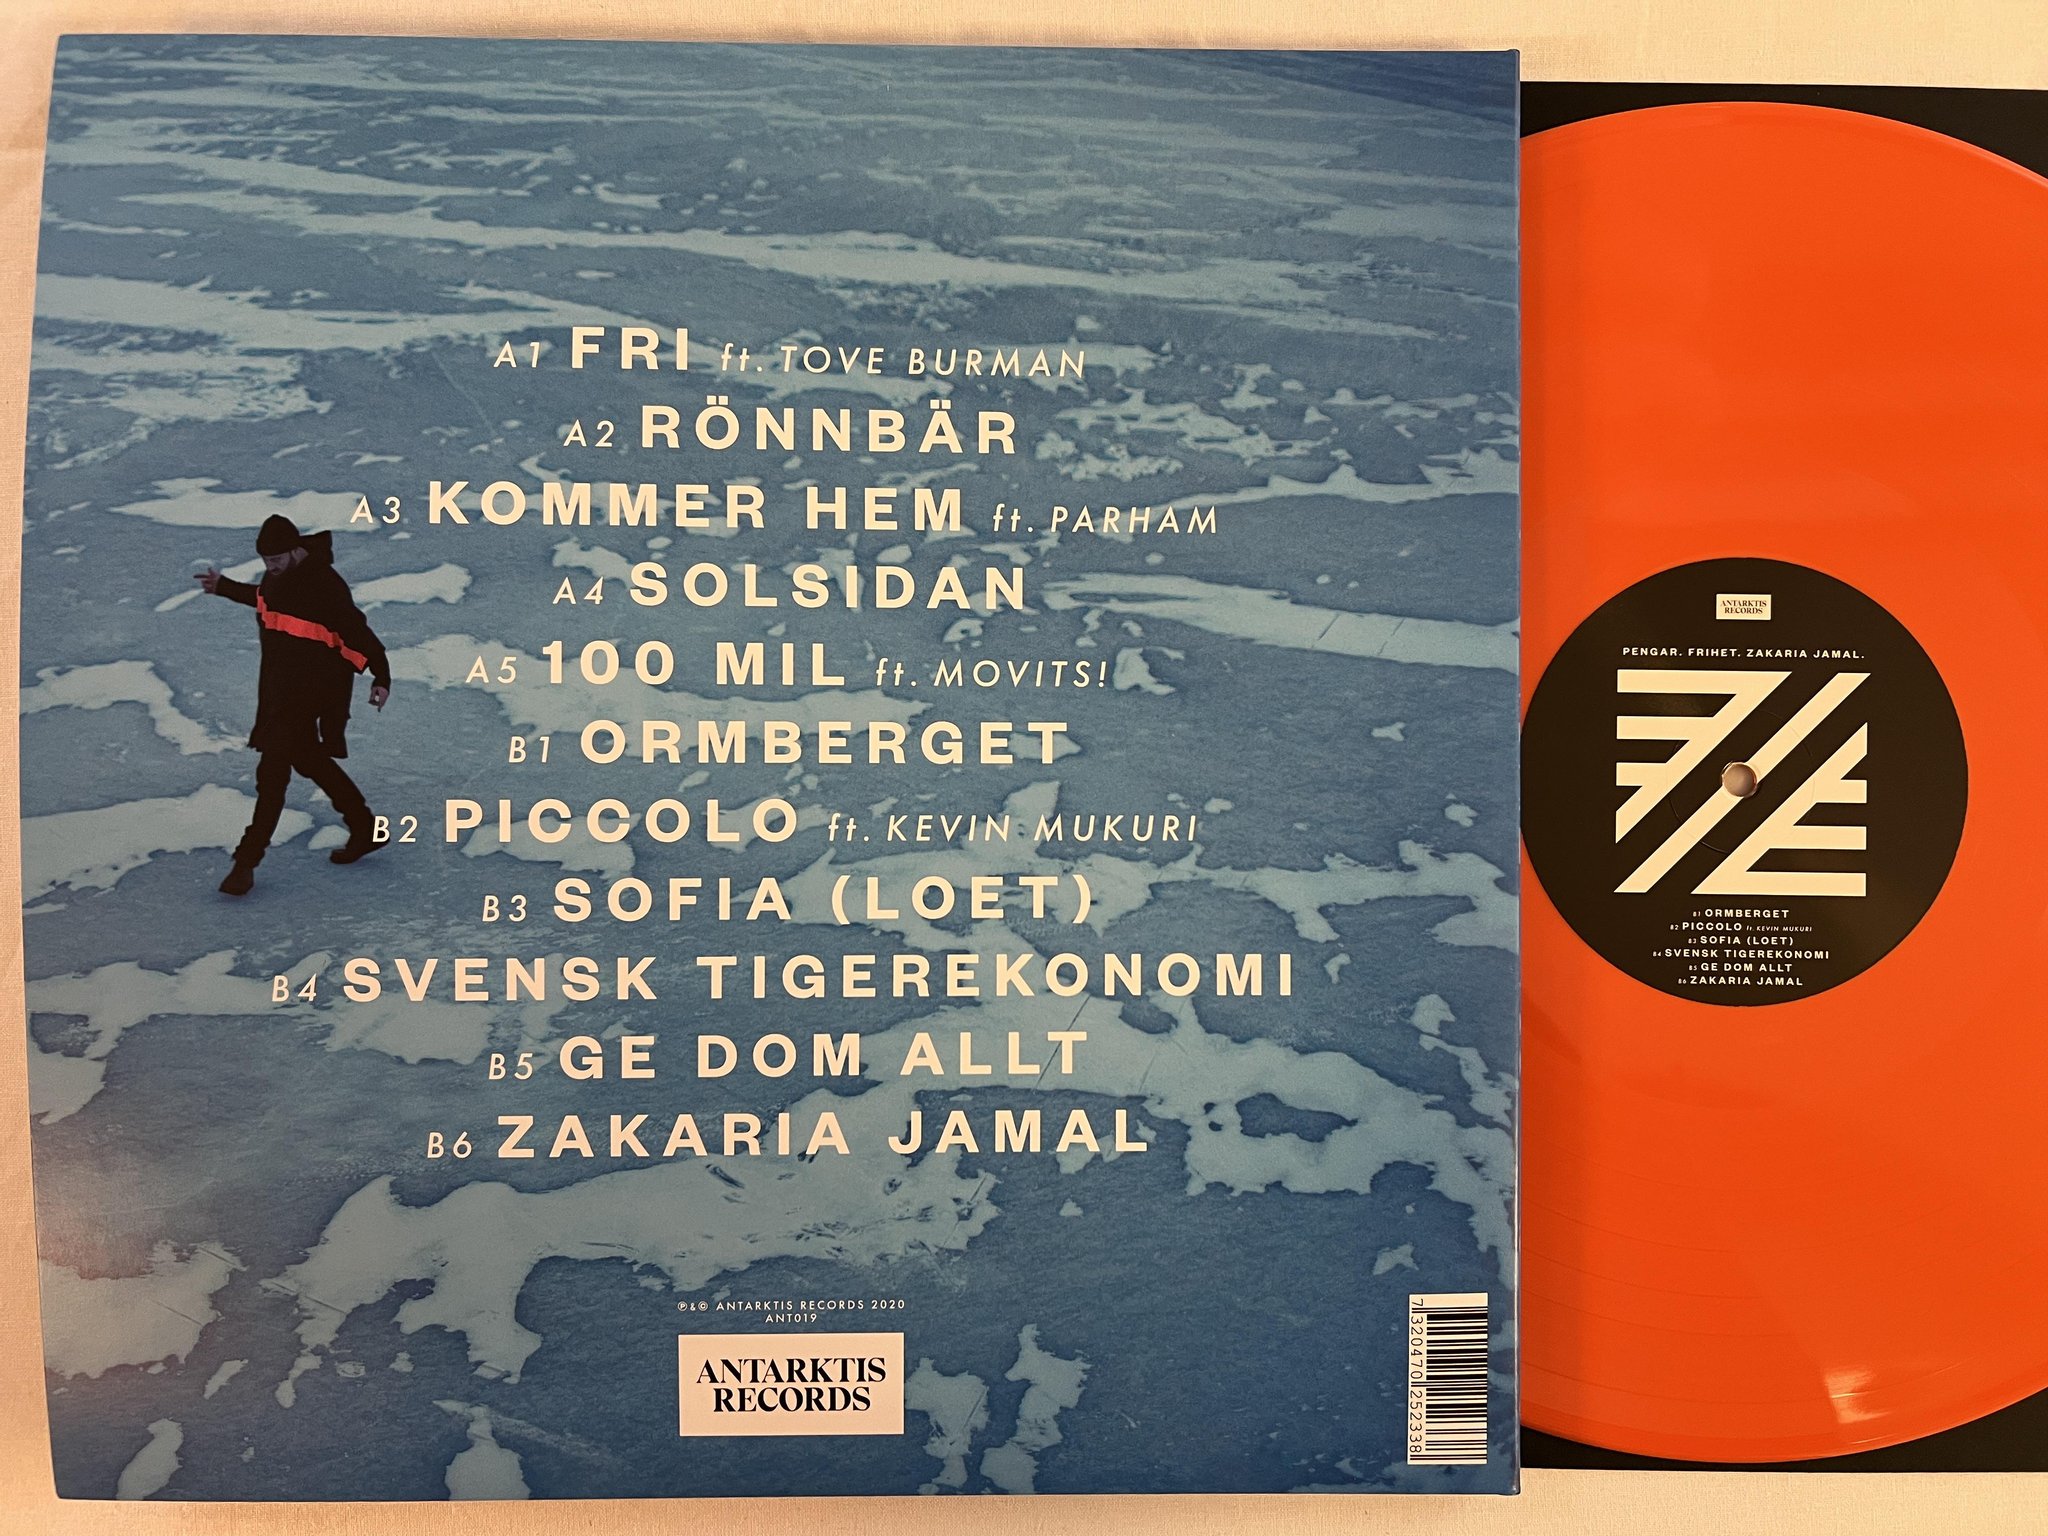 A1 FRI ft. TOVE BURMAN
A2 RÖNNBÄR
A3 KOMMER HEM ft. PARHAM
A4 SOLSIDAN
A5 100 MIL ft. MOVITS!
B1 ORMBERGET
B2 PICCOLO ft. KEVIN MUKURI
B3 SOFIA (LOET)
B4 SVENSK TIGEREKONOMI
B5 GE DOM ALLT
B6 ZAKARIA JAMAL
℗&© ANTARKTIS RECORDS 2020
ANT019
ANTARKTIS
RECORDS
7 320470 252338
ANTARKTIS
RECORDS
PENGAR. FRIHET. ZAKARIA JAMAL.
B1 ORMBERGET
B2 PICCOLO ft. KEVIN MUKURI
B3 SOFIA (LOET)
B4 SVENSK TIGEREKONOMI
B5 GE DOM ALLT
B6 ZAKARIA JAMAL